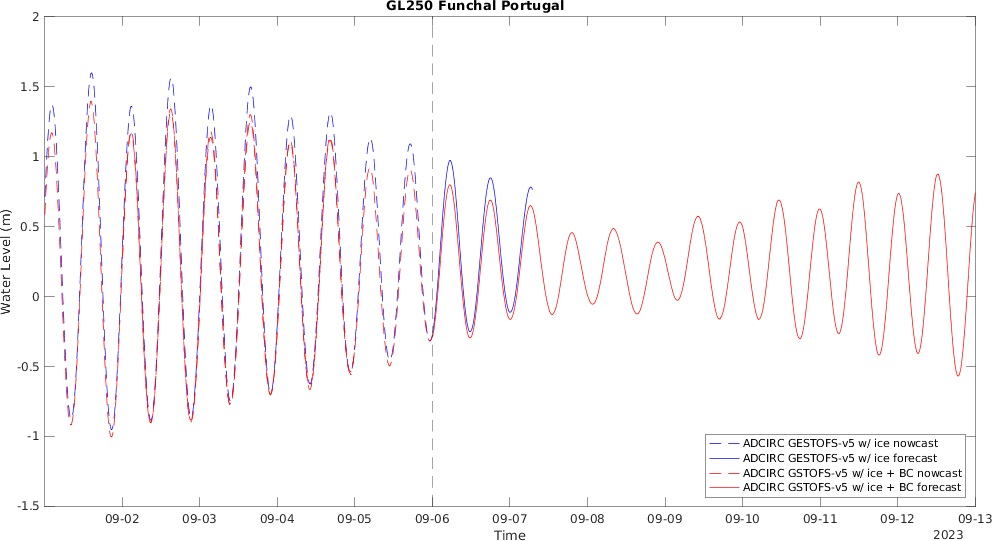 GL250 Funchal Portugal
2
1.5
1
0.5
0
-0.5
-1
-1.5
Water Level (m)
ADCIRC GESTOFS-v5 w/ ice nowcast
ADCIRC GESTOFS-v5 w/ ice forecast
ADCIRC GSTOFS-v5 w/ ice + BC nowcast
ADCIRC GSTOFS-v5 w/ ice + BC forecast
09-02 09-03 09-04 09-05 09-06 09-07 09-08 09-09 09-10 09-11 09-12 09-13
Time
2023